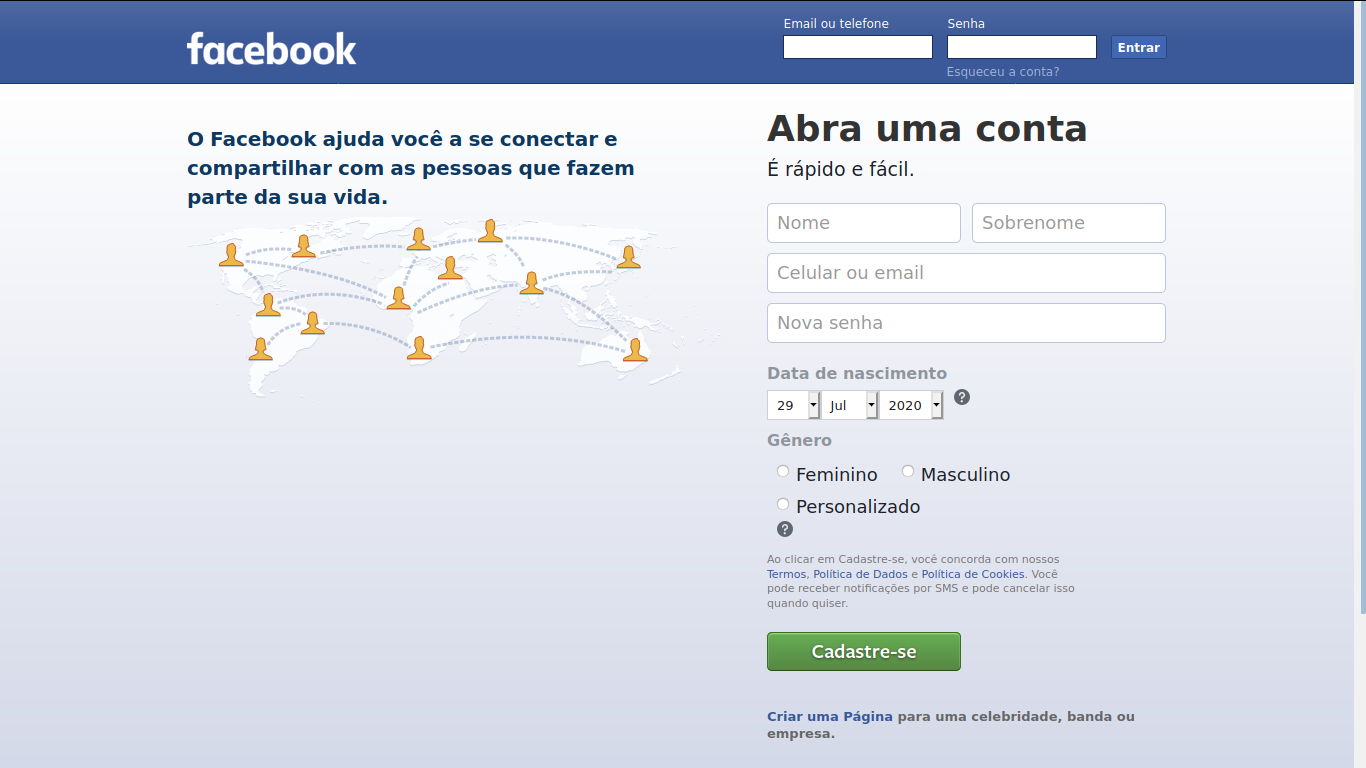 facebook
Email ou telefone
Senha
Entrar
Esqueceu a conta?
O Facebook ajuda você a se conectar e
compartilhar com as pessoas que fazem
parte da sua vida.
Abra uma conta
É rápido e fácil.
Nome
Sobrenome
Celular ou email
Nova senha
Data de nascimento
29 Jul 2020 ?
Gênero
Feminino Masculino
Personalizado
?
Ao clicar em Cadastre-se, você concorda com nossos
Termos, Política de Dados e Política de Cookies. Você
pode receber notificações por SMS e pode cancelar isso
quando quiser.
Cadastre-se
Criar uma Página para uma celebridade, banda ou
empresa.